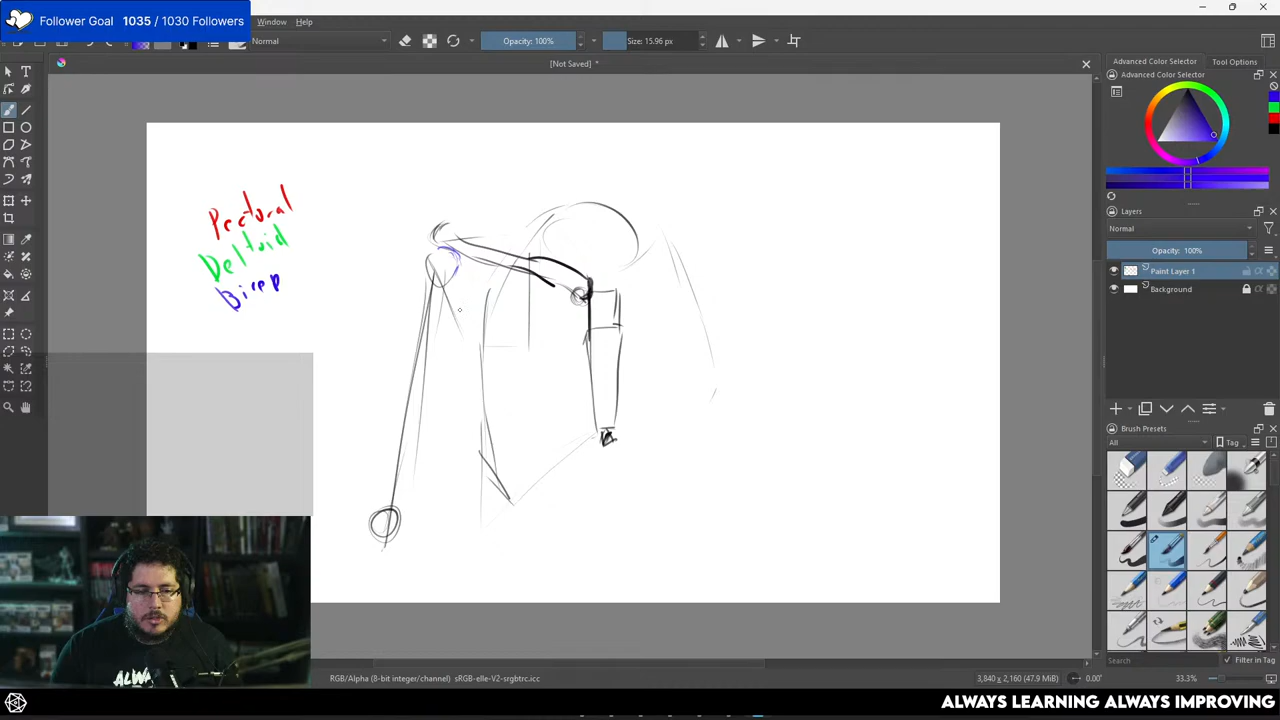 Follower Goal 1035 / 1030 Followers
Window Help
Normal
Opacity: 100%
Size: 15.96 px
[Not Saved] *
Advanced Color Selector
Tool Options
Advanced Color Selector
Pectoral
Deltoid
Bicep
Layers
Normal
Opacity: 100%
Paint Layer 1
Background
Brush Presets
All
Tag
Search
Filter in Tag
RGB/Alpha (8-bit integer/channel) sRGB-elle-V2-srgbtrc.icc
3,840 x 2,160 (47.9 MiB)
0.00°
33.3%
ALWAYS LEARNING ALWAYS IMPROVING